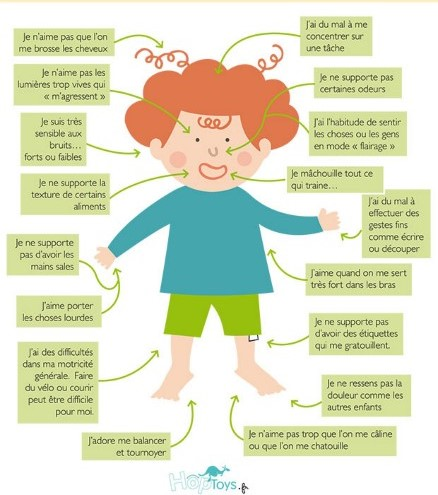 Je n'aime pas que l'on
me brosse les cheveux
J'ai du mal à me
concentrer sur
une tâche
Je n'aime pas les
lumières trop vives qui
« m'agressent »
Je ne supporte pas
certaines odeurs
Je suis très
sensible aux
bruits...
forts ou faibles
J'ai l'habitude de sentir
les choses ou les gens
en mode « flairage »
Je ne supporte la
texture de certains
aliments
Je mâchouille tout ce
qui traine...
J'ai du mal à
effectuer des
gestes fins
comme écrire
ou découper
Je ne supporte
pas d'avoir les
mains sales
J'aime quand on me sert
très fort dans les bras
J'aime porter
les choses lourdes
Je ne supporte pas
d'avoir des étiquettes
qui me gratouillent.
J'ai des difficultés
dans ma motricité
générale. Faire
du vélo ou courir
peut être difficile
pour moi.
Je ne ressens pas la
douleur comme les
autres enfants
J'adore me balancer
et tournoyer
Je n'aime pas trop que l'on me câline
ou que l'on me chatouille
HopToys.fr